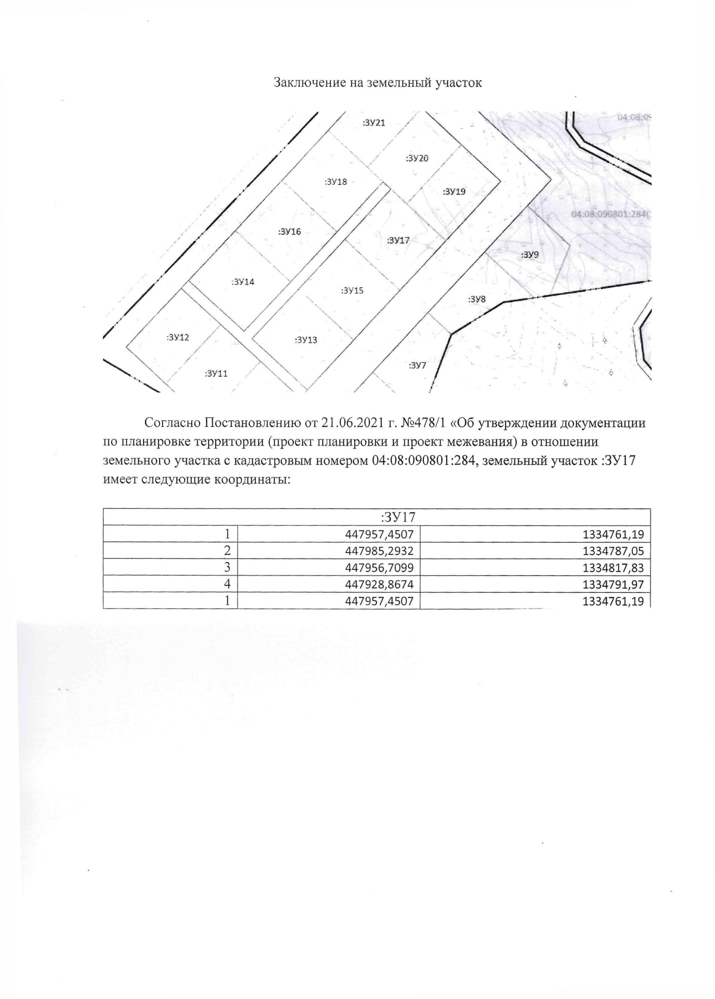 Заключение на земельный участок
:ЗУ21
04:08:0
:ЗУ20
:ЗУ18
:ЗУ19
04:08:090801:284(
:ЗУ16
:ЗУ17
:ЗУ9
:ЗУ14
:ЗУ15
:ЗУ8
:ЗУ12
:ЗУ13
:ЗУ7
:ЗУ11
Согласно Постановлению от 21.06.2021 г. №478/1 «Об утверждении документации
по планировке территории (проект планировки и проект межевания) в отношении
земельного участка с кадастровым номером 04:08:090801:284, земельный участок :ЗУ17
имеет следующие координаты:
:ЗУ17
1 447957,4507 1334761,19
2 447985,2932 1334787,05
3 447956,7099 1334817,83
4 447928,8674 1334791,97
1 447957,4507 1334761,19